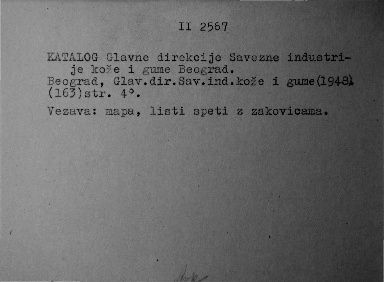 II 2567
KATALOG Glavne direkcije Savezne industri-
je kože i gume Beograd.
Beograd, Glav.dir.Sav.ind.kože i gume(1948)
(163)str. 4°.
Vezava: mapa, listi speti z zakovicama.